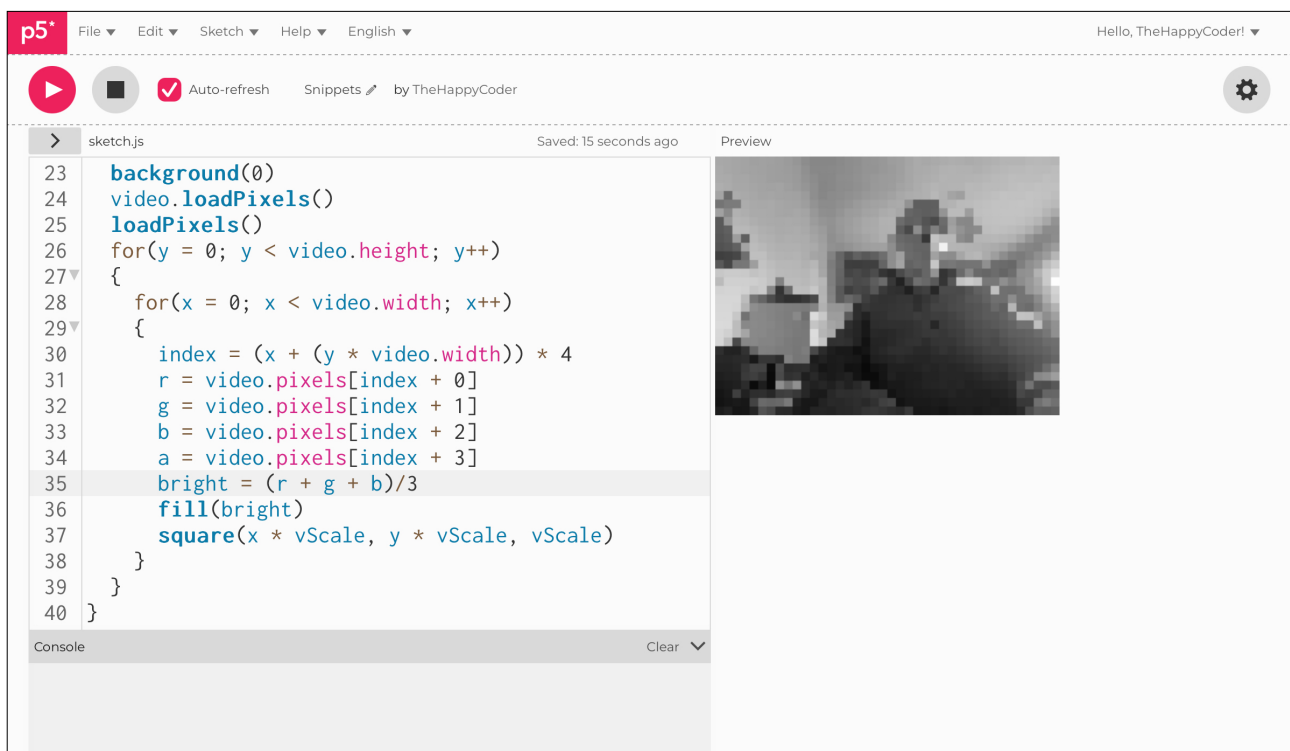 p5* File Edit Sketch Help English Hello, TheHappyCoder!
Auto-refresh Snippets by TheHappyCoder
sketch.js Saved: 15 seconds ago Preview
23 background(0)
24 video.loadPixels()
25 loadPixels()
26 for(y = 0; y < video.height; y++)
27 {
28 for(x = 0; x < video.width; x++)
29 {
30 index = (x + (y * video.width)) * 4
31 r = video.pixels[index + 0]
32 g = video.pixels[index + 1]
33 b = video.pixels[index + 2]
34 a = video.pixels[index + 3]
35 bright = (r + g + b)/3
36 fill(bright)
37 square(x * vScale, y * vScale, vScale)
38 }
39 }
40 }
Console Clear